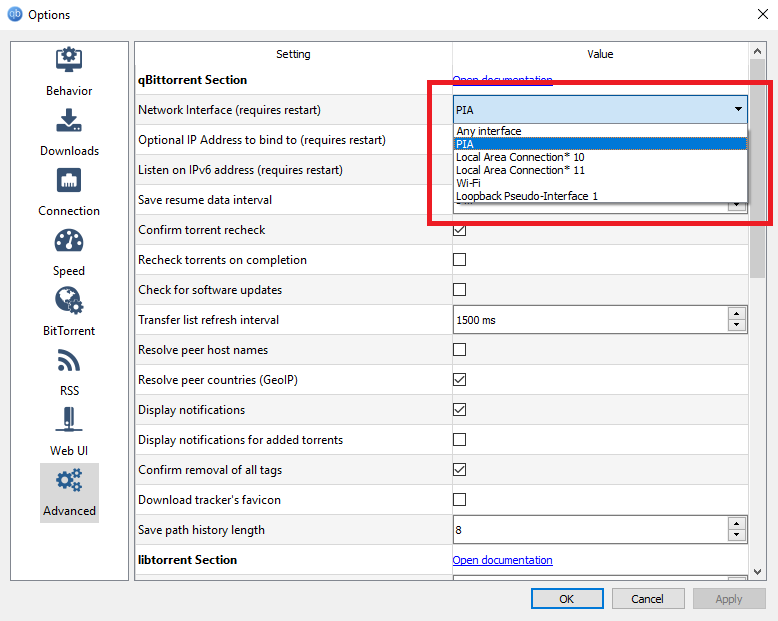 qb Options
Setting Value
qBittorrent Section Open documentation
Network Interface (requires restart) PIA
Any interface
Optional IP Address to bind to (requires restart) PIA
Local Area Connection* 10
Listen on IPv6 address (requires restart) Local Area Connection* 11
Wi-Fi
Save resume data interval Loopback Pseudo-Interface 1
Confirm torrent recheck
Recheck torrents on completion
Check for software updates
Transfer list refresh interval 1500 ms
Resolve peer host names
Resolve peer countries (GeoIP)
Display notifications
Display notifications for added torrents
Confirm removal of all tags
Download tracker's favicon
Save path history length 8
libtorrent Section Open documentation
Behavior
Downloads
Connection
Speed
BitTorrent
RSS
Web UI
Advanced
OK Cancel Apply